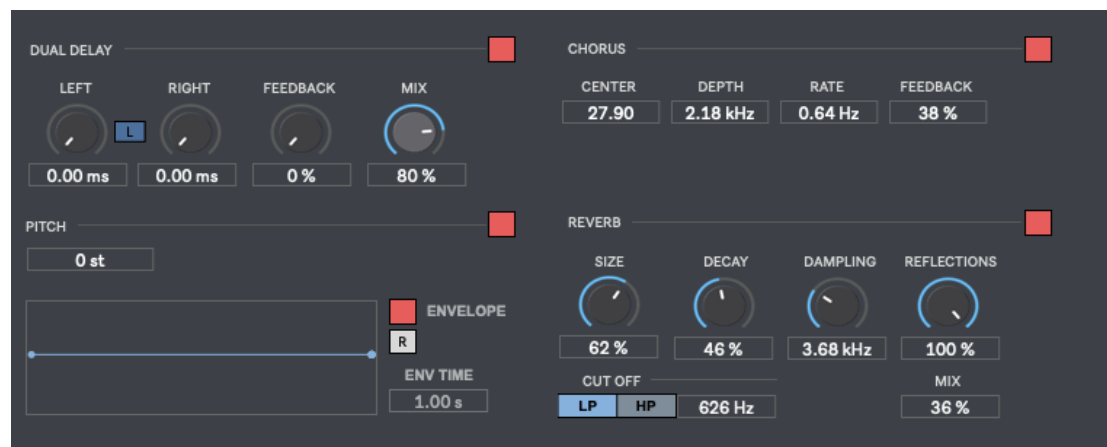 DUAL DELAY
LEFT RIGHT FEEDBACK MIX
L
0.00 ms 0.00 ms 0 % 80 %
CHORUS
CENTER DEPTH RATE FEEDBACK
27.90 2.18 kHz 0.64 Hz 38 %
PITCH
0 st
ENVELOPE
R
ENV TIME
1.00 s
REVERB
SIZE DECAY DAMPLING REFLECTIONS
62 % 46 % 3.68 kHz 100 %
CUT OFF MIX
LP HP 626 Hz 36 %